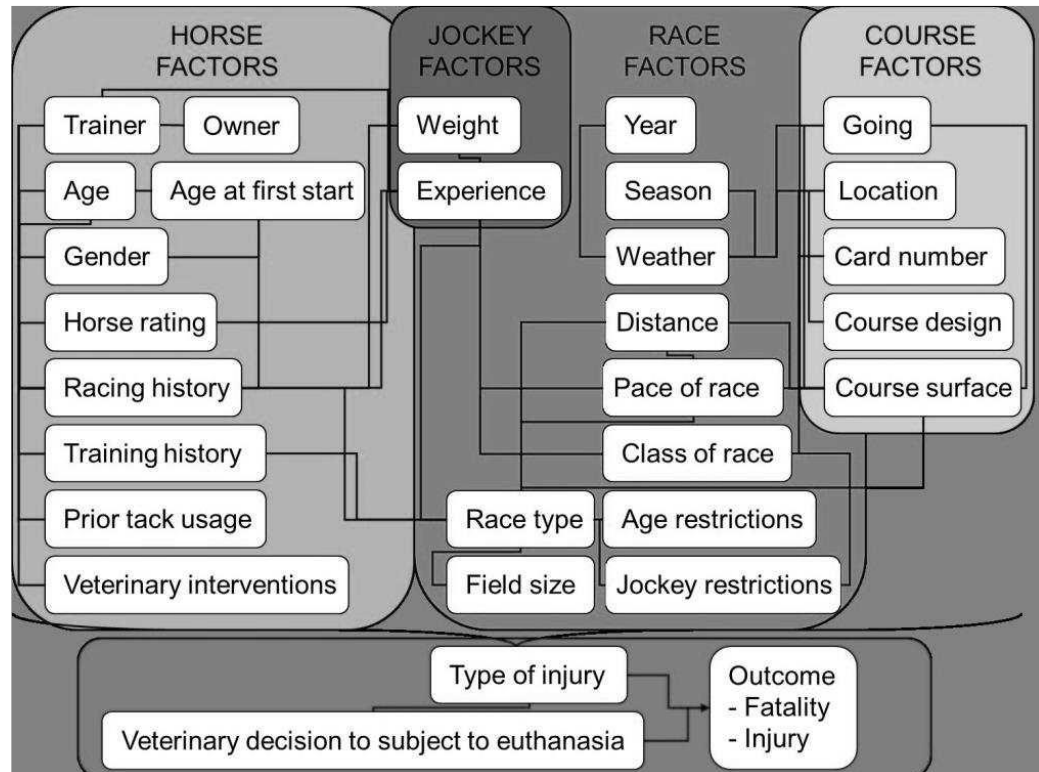 HORSE
FACTORS
Trainer
Owner
Age
Age at first start
Gender
Horse rating
Racing history
Training history
Prior tack usage
Veterinary interventions
JOCKEY
FACTORS
Weight
Experience
RACE
FACTORS
Year
Season
Weather
Distance
Pace of race
Class of race
Race type
Age restrictions
Field size
Jockey restrictions
COURSE
FACTORS
Going
Location
Card number
Course design
Course surface
Type of injury
Veterinary decision to subject to euthanasia
Outcome
- Fatality
- Injury